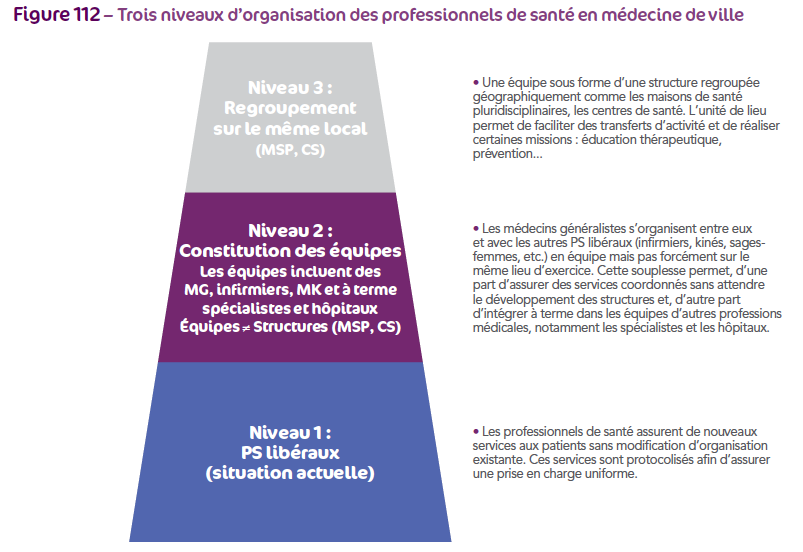 Figure 112 – Trois niveaux d’organisation des professionnels de santé en médecine de ville
Niveau 3 :
Regroupement
sur le même local
(MSP, CS)
• Une équipe sous forme d’une structure regroupée
géographiquement comme les maisons de santé
pluridisciplinaires, les centres de santé. L’unité de lieu
permet de faciliter des transferts d’activité et de réaliser
certaines missions : éducation thérapeutique,
prévention...
Niveau 2 :
Constitution des équipes
Les équipes incluent des
MG, infirmiers, MK et à terme
spécialistes et hôpitaux
Équipes ≠ Structures (MSP, CS)
• Les médecins généralistes s’organisent entre eux
et avec les autres PS libéraux (infirmiers, kinés, sages-
femmes, etc.) en équipe mais pas forcément sur le
même lieu d’exercice. Cette souplesse permet, d’une
part d’assurer des services coordonnés sans attendre
le développement des structures et, d’autre part
d’intégrer à terme dans les équipes d’autres professions
médicales, notamment les spécialistes et les hôpitaux.
Niveau 1 :
PS libéraux
(situation actuelle)
• Les professionnels de santé assurent de nouveaux
services aux patients sans modification d’organisation
existante. Ces services sont protocolisés afin d’assurer
une prise en charge uniforme.